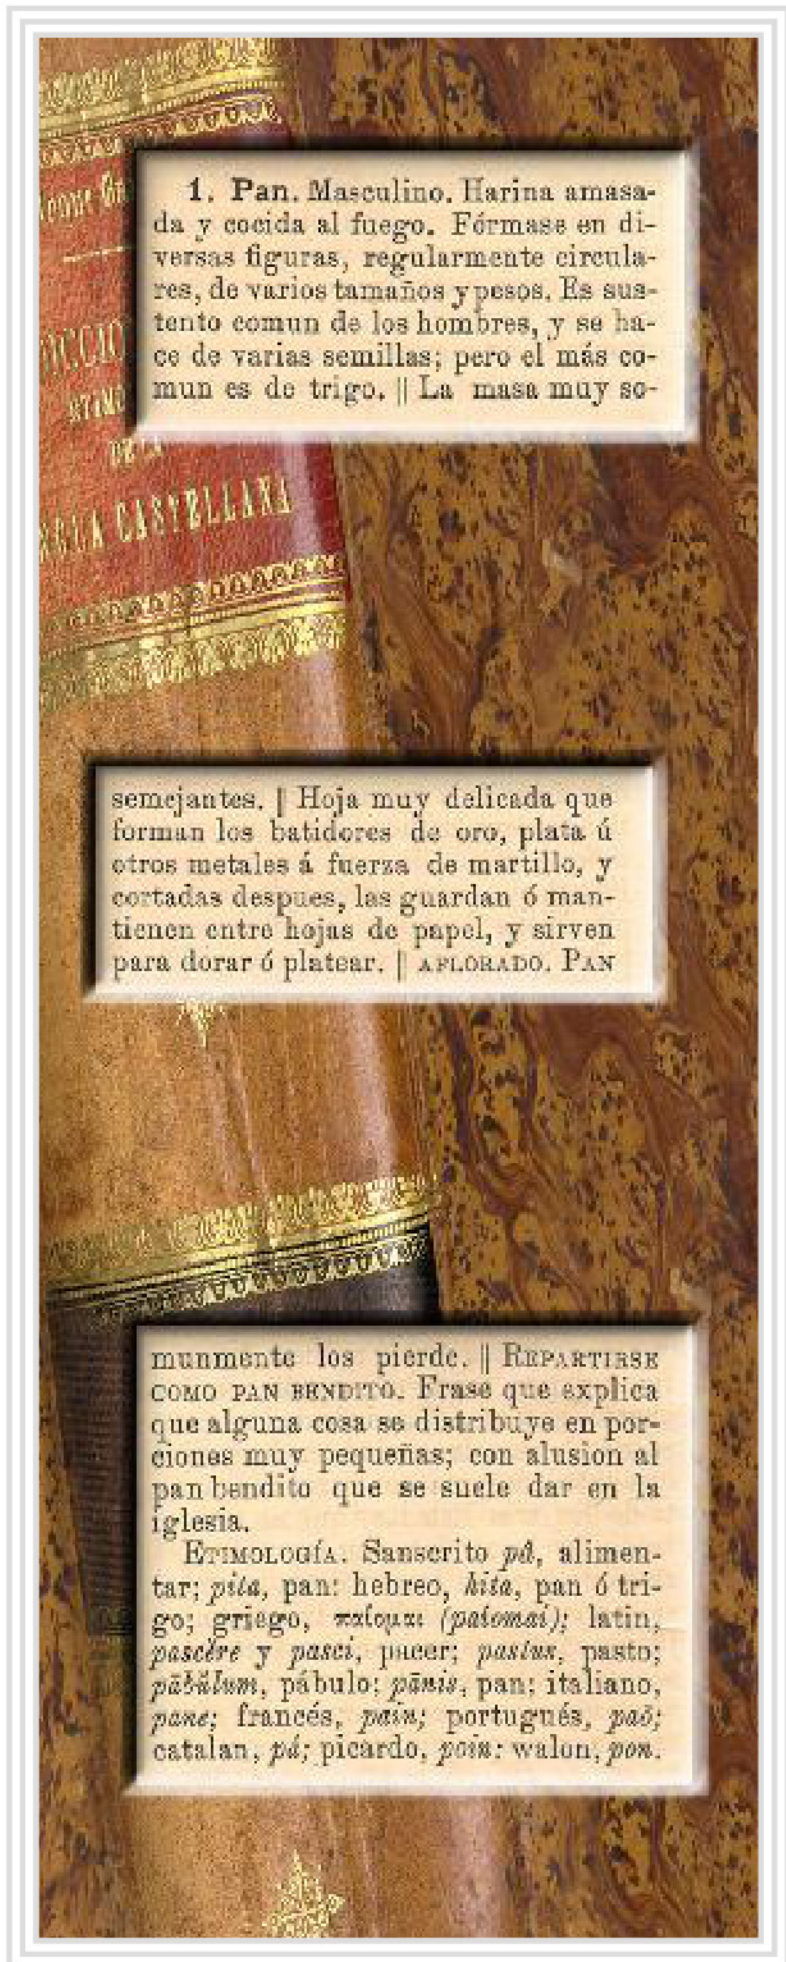 1. Pan. Masculino. Harina amasa-
da y cocida al fuego. Fórmase en di-
versas figuras, regularmente circula-
res, de varios tamaños y pesos. Es sus-
tento comun de los hombres, y se ha-
ce de varias semillas; pero el más co-
mun es de trigo. || La masa muy so-
DE LA
CASTELLANA
semejantes. || Hoja muy delicada que
forman los batidores de oro, plata ú
otros metales á fuerza de martillo, y
cortadas despues, las guardan ó man-
tienen entre hojas de papel, y sirven
para dorar ó platear. || AFLORADO. PAN
munmente los pierde. || REPARTIRSE
COMO PAN BENDITO. Frase que explica
que alguna cosa se distribuye en por-
ciones muy pequeñas; con alusion al
pan bendito que se suele dar en la
iglesia.
ETIMOLOGÍA. Sanscrito pâ, alimen-
tar; pita, pan: hebreo, hita, pan ó tri-
go; griego, παίομαι (paíomai); latin,
pascĕre y pasci, pacer; pastus, pasto;
pābŭlum, pábulo; pānis, pan; italiano,
pane; francés, pain; portugués, paõ;
catalan, pá; picardo, poin: walon, pon.